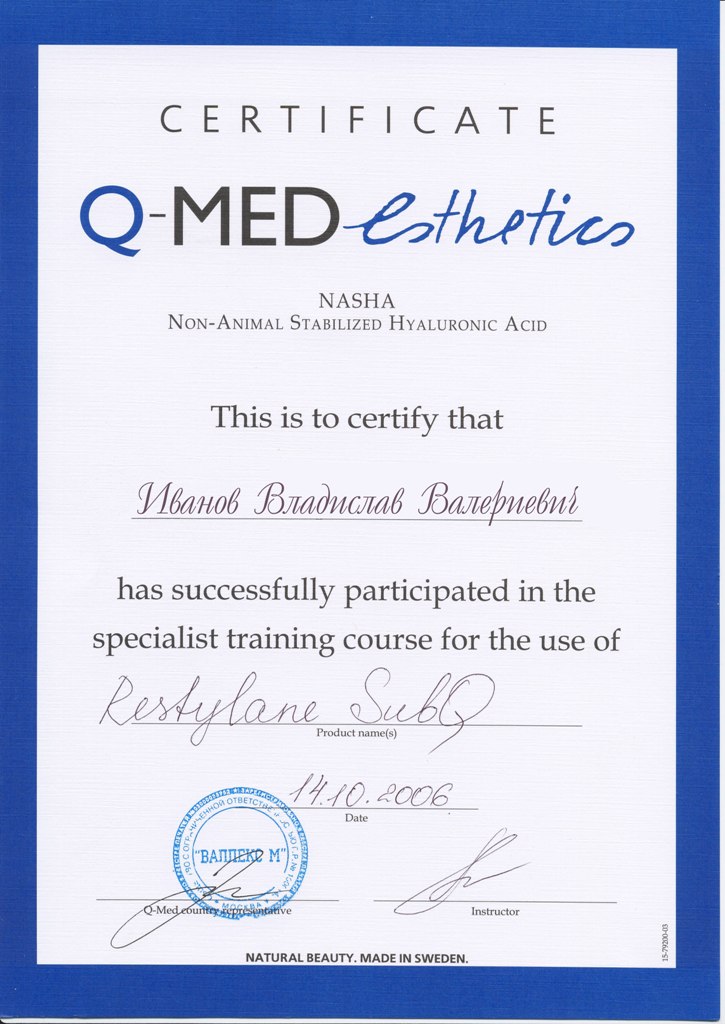 CERTIFICATE
Q-MED esthetics
NASHA
NON-ANIMAL STABILIZED HYALURONIC ACID
This is to certify that
Иванов Владислав Валериевич
has successfully participated in the
specialist training course for the use of
Restylane SubQ
Product name(s)
14.10.2006
Date
"ВАЛЛЕКС М"
МОСКВА
Q-Med country representative
Instructor
NATURAL BEAUTY. MADE IN SWEDEN.
15-79200-03